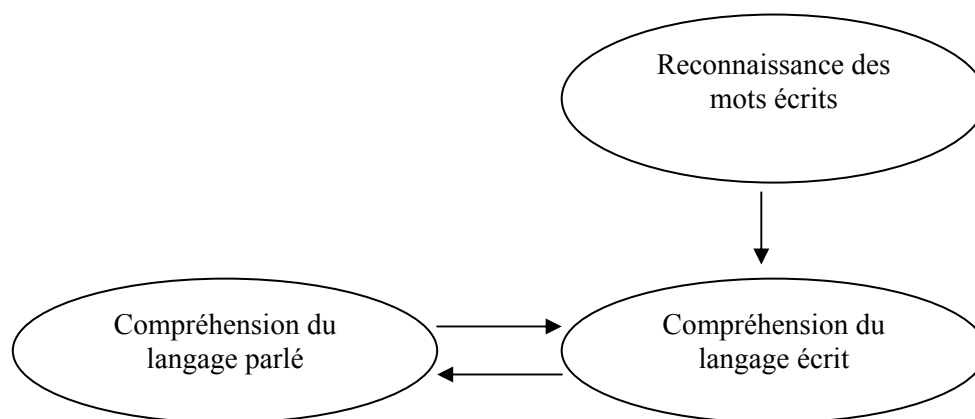 Reconnaissance des
mots écrits
Compréhension du
langage parlé
Compréhension du
langage écrit